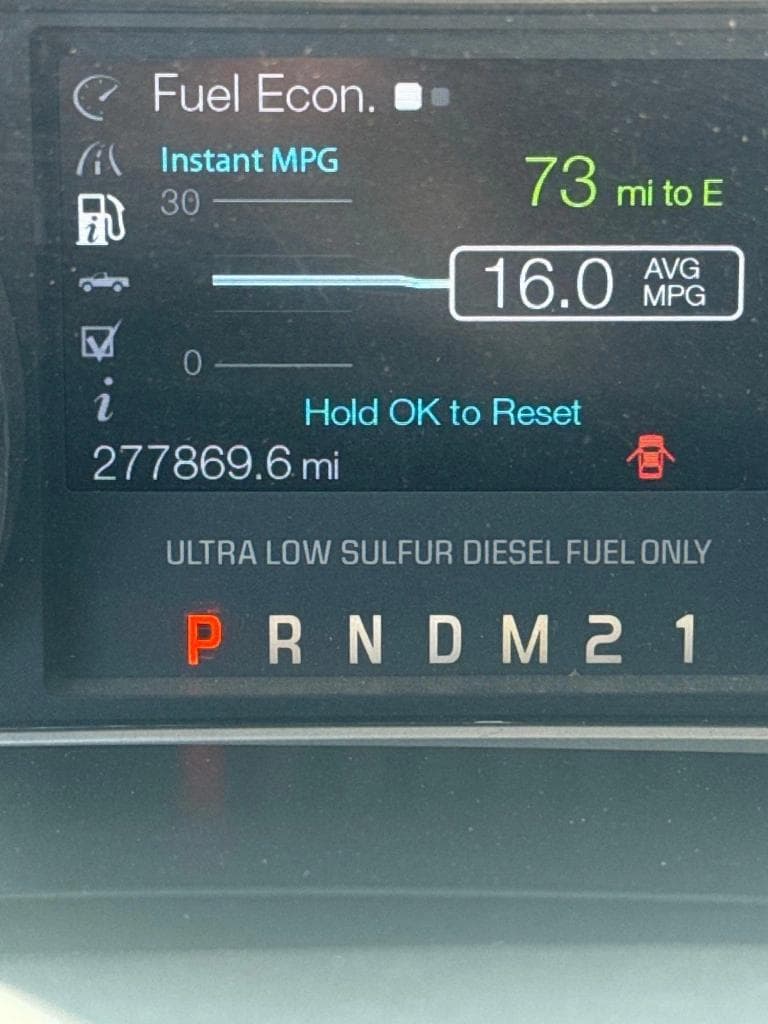 Fuel Econ.
Instant MPG
73 mi to E
30
16.0 AVG MPG
0
Hold OK to Reset
277869.6 mi
ULTRA LOW SULFUR DIESEL FUEL ONLY
P R N D M 2 1